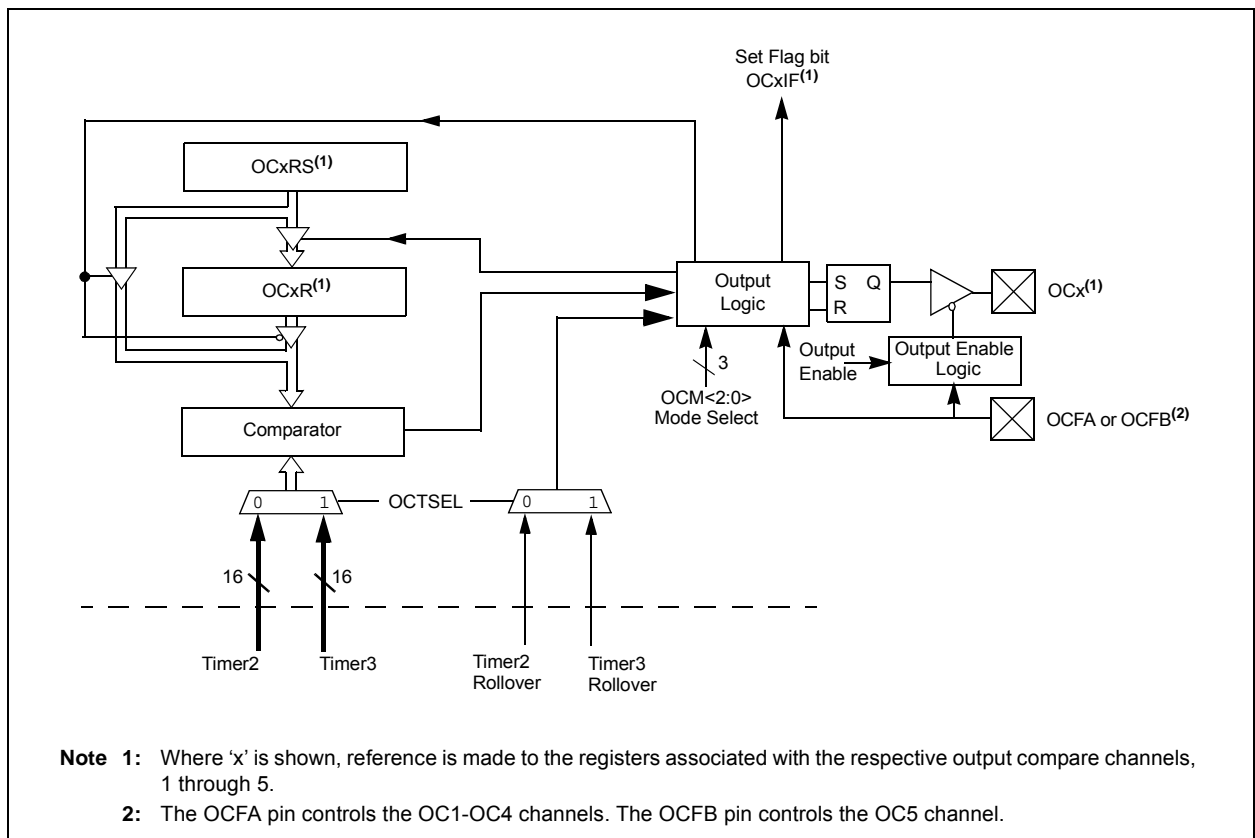 Set Flag bit
OCxIF(1)
OCxRS(1)
OCxR(1)
Output
Logic
S Q
R
OCx(1)
Output
Enable
Output Enable
Logic
3
OCM<2:0>
Mode Select
OCFA or OCFB(2)
Comparator
0 1
OCTSEL
0 1
16
16
Timer2
Timer3
Timer2
Rollover
Timer3
Rollover
Note 1: Where ‘x’ is shown, reference is made to the registers associated with the respective output compare channels,
1 through 5.
2: The OCFA pin controls the OC1-OC4 channels. The OCFB pin controls the OC5 channel.